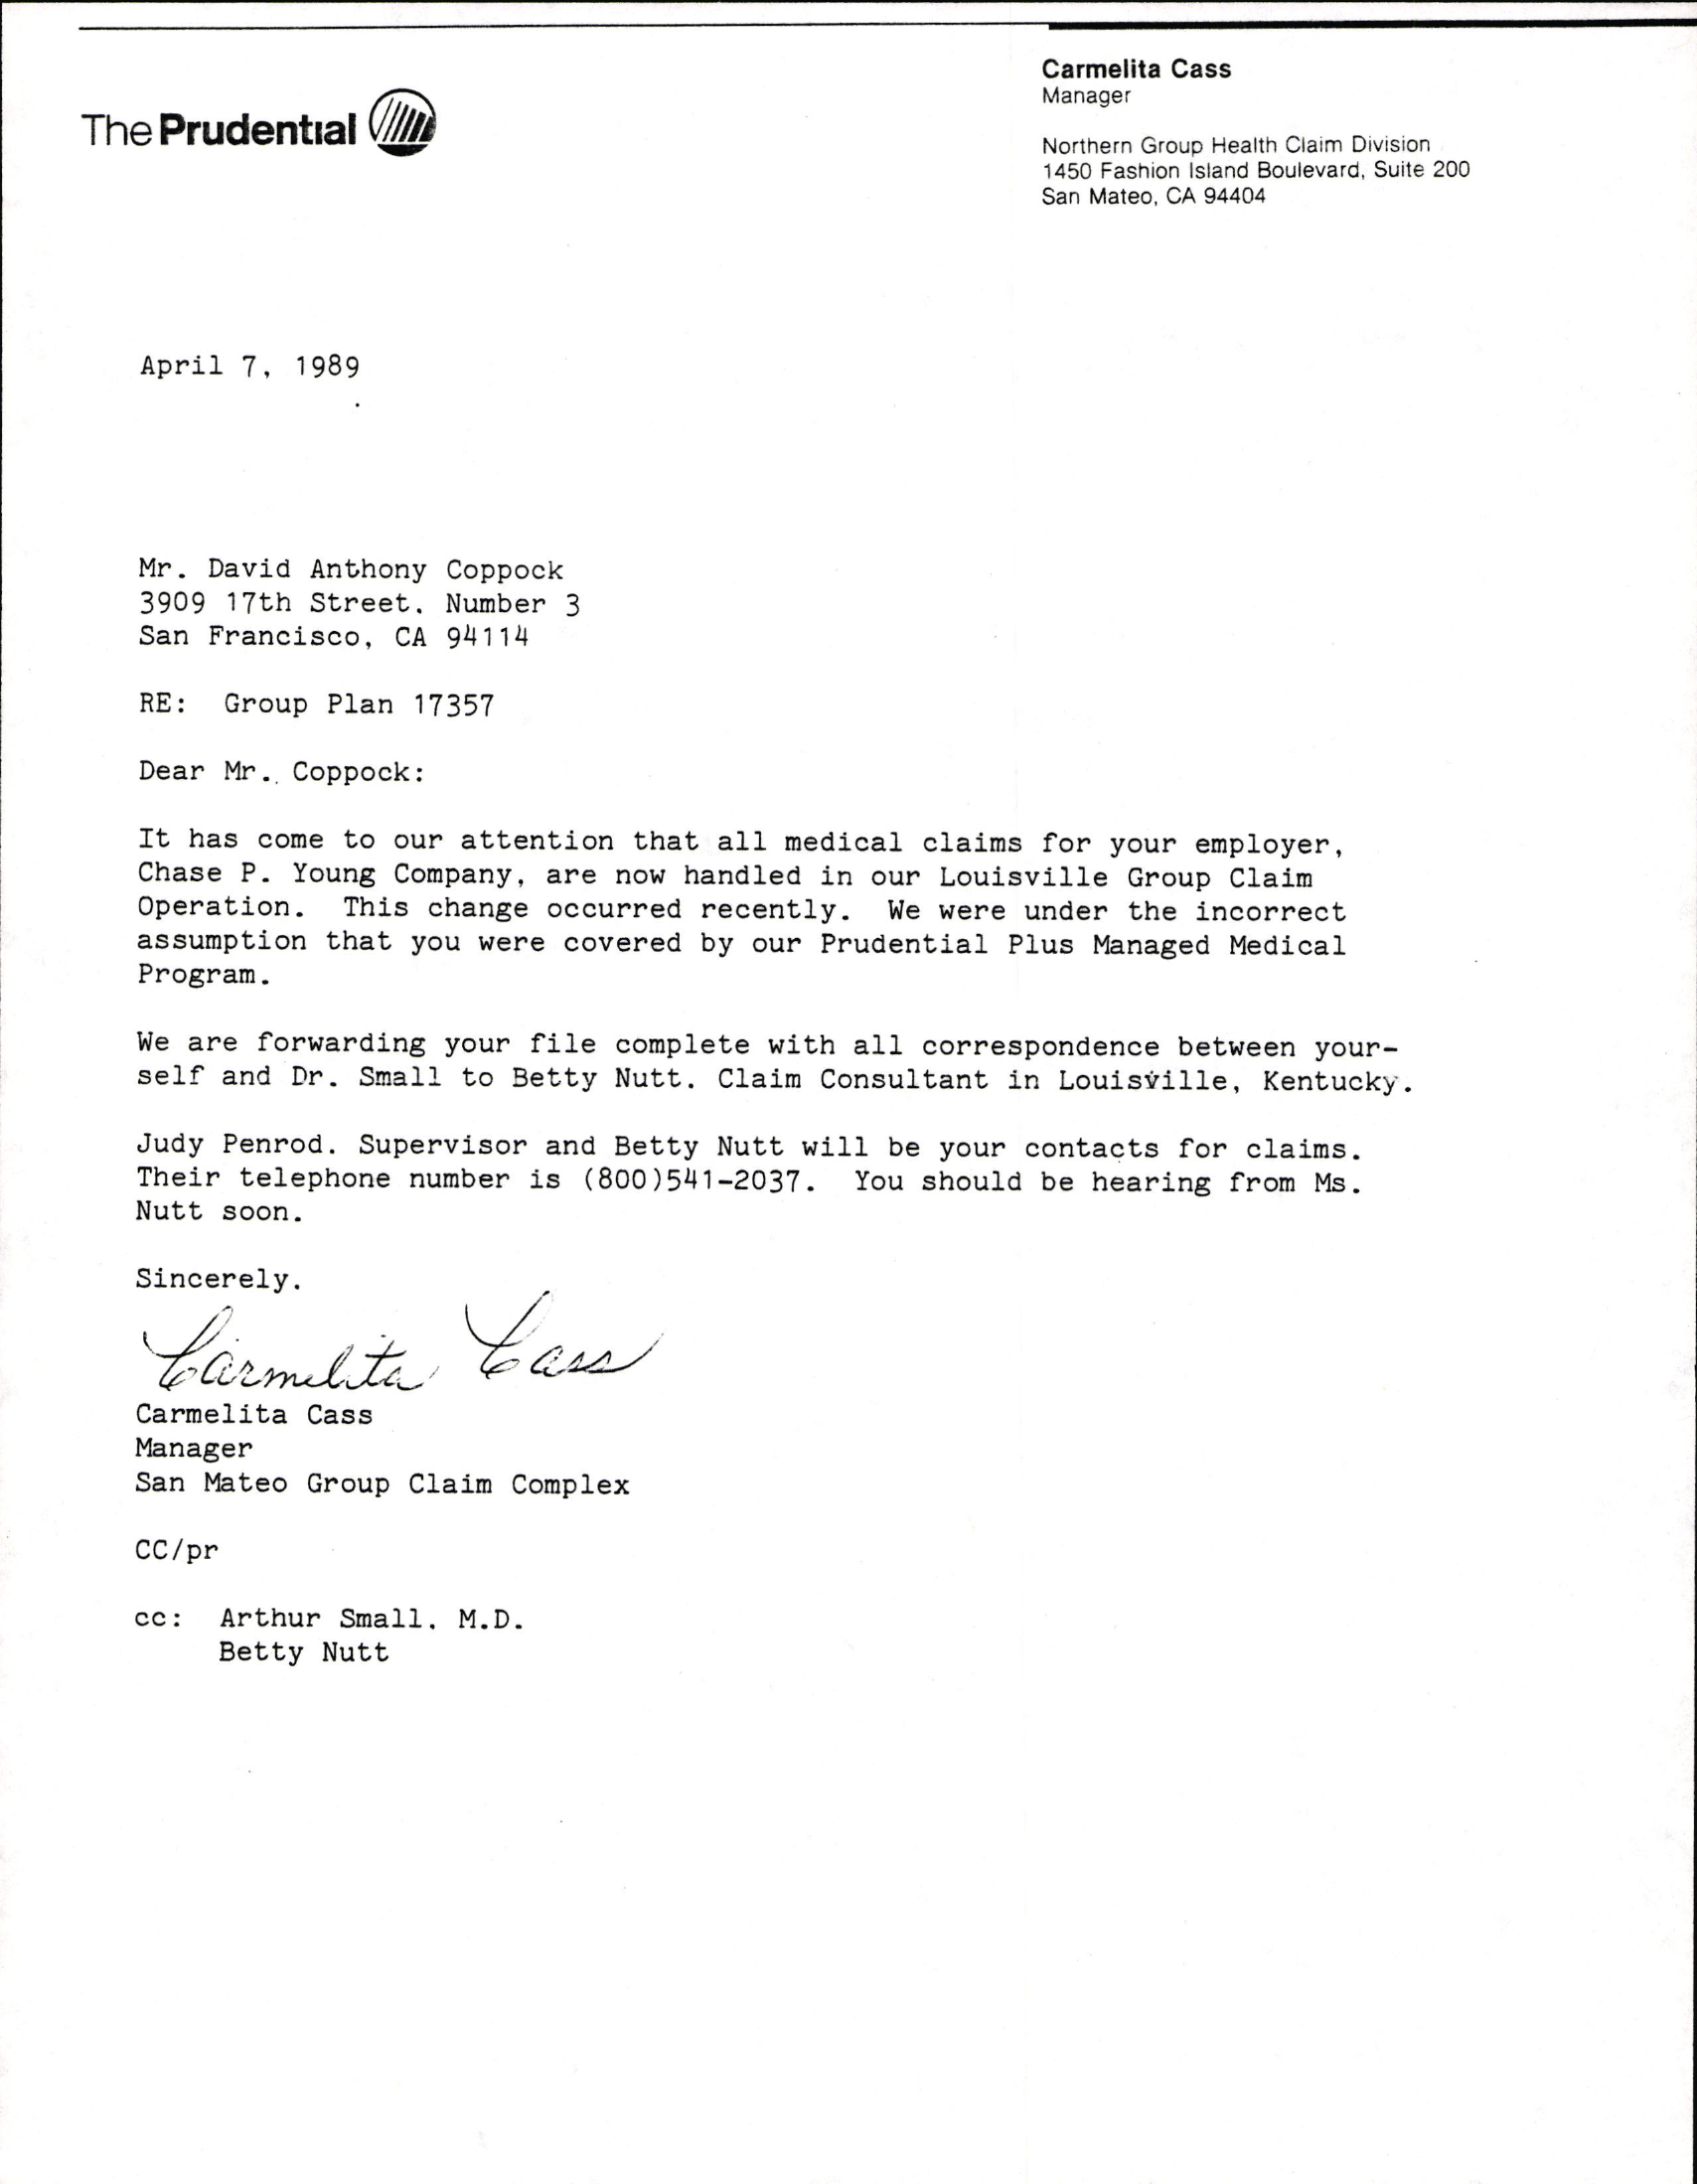 The Prudential
Carmelita Cass
Manager
Northern Group Health Claim Division
1450 Fashion Island Boulevard, Suite 200
San Mateo, CA 94404
April 7, 1989
Mr. David Anthony Coppock
3909 17th Street. Number 3
San Francisco, CA 94114
RE: Group Plan 17357
Dear Mr. Coppock:
It has come to our attention that all medical claims for your employer,
Chase P. Young Company, are now handled in our Louisville Group Claim
Operation. This change occurred recently. We were under the incorrect
assumption that you were covered by our Prudential Plus Managed Medical
Program.
We are forwarding your file complete with all correspondence between your-
self and Dr. Small to Betty Nutt. Claim Consultant in Louisville, Kentucky.
Judy Penrod. Supervisor and Betty Nutt will be your contacts for claims.
Their telephone number is (800)541-2037. You should be hearing from Ms.
Nutt soon.
Sincerely.
Carmelita Cass
Carmelita Cass
Manager
San Mateo Group Claim Complex
CC/pr
cc: Arthur Small. M.D.
Betty Nutt